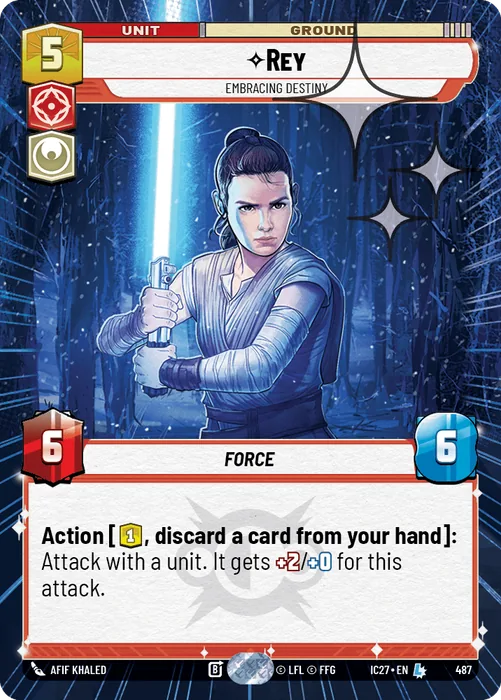 UNIT
GROUND
5
✧REY
EMBRACING DESTINY
6
6
FORCE
Action [1, discard a card from your hand]:
Attack with a unit. It gets +2/+0 for this
attack.
AFIF KHALED
B
© LFL © FFG
IC27•EN
L
487